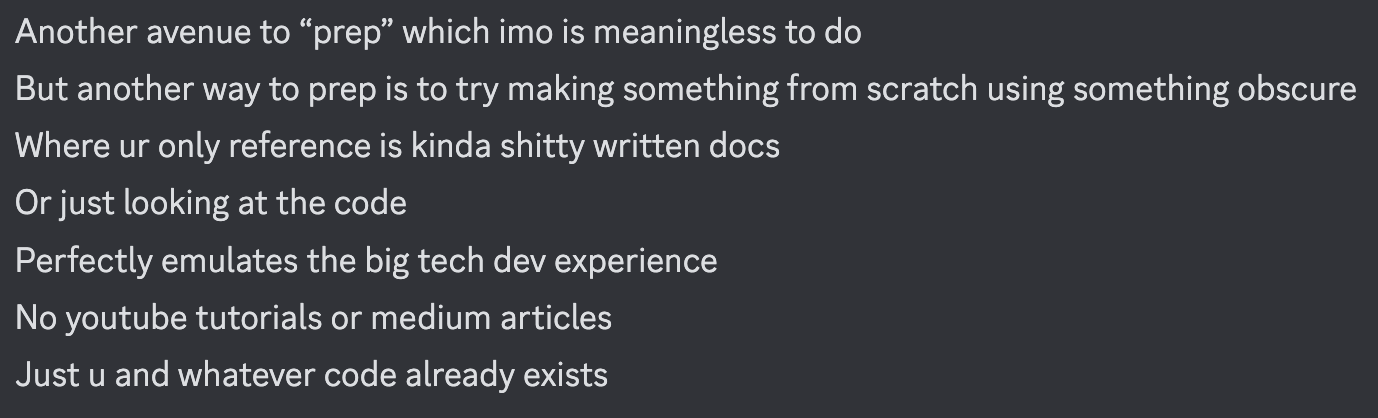 Another avenue to “prep” which imo is meaningless to do
But another way to prep is to try making something from scratch using something obscure
Where ur only reference is kinda shitty written docs
Or just looking at the code
Perfectly emulates the big tech dev experience
No youtube tutorials or medium articles
Just u and whatever code already exists